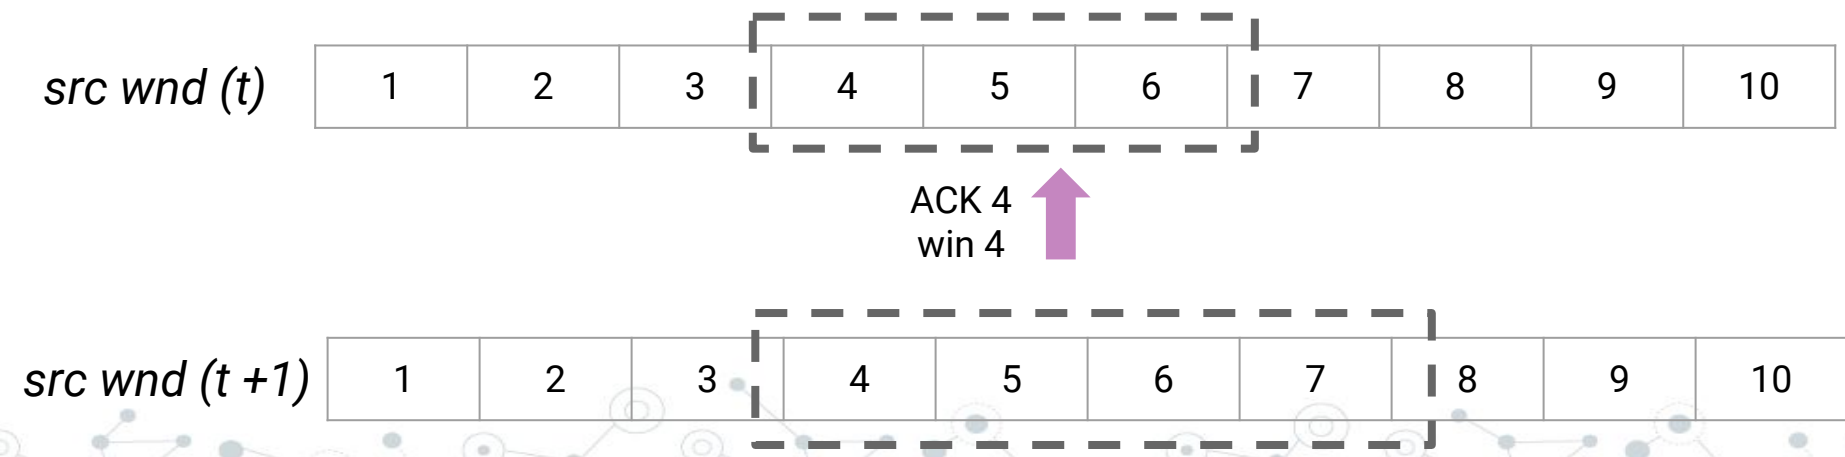 src wnd (t) 1 2 3 4 5 6 7 8 9 10
ACK 4
win 4
src wnd (t +1) 1 2 3 4 5 6 7 8 9 10